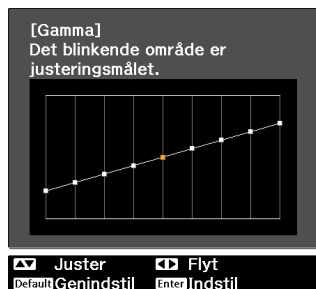 [Gamma]
Det blinkende område er
justeringsmålet.
Juster Flyt
Default Genindstil Enter Indstil